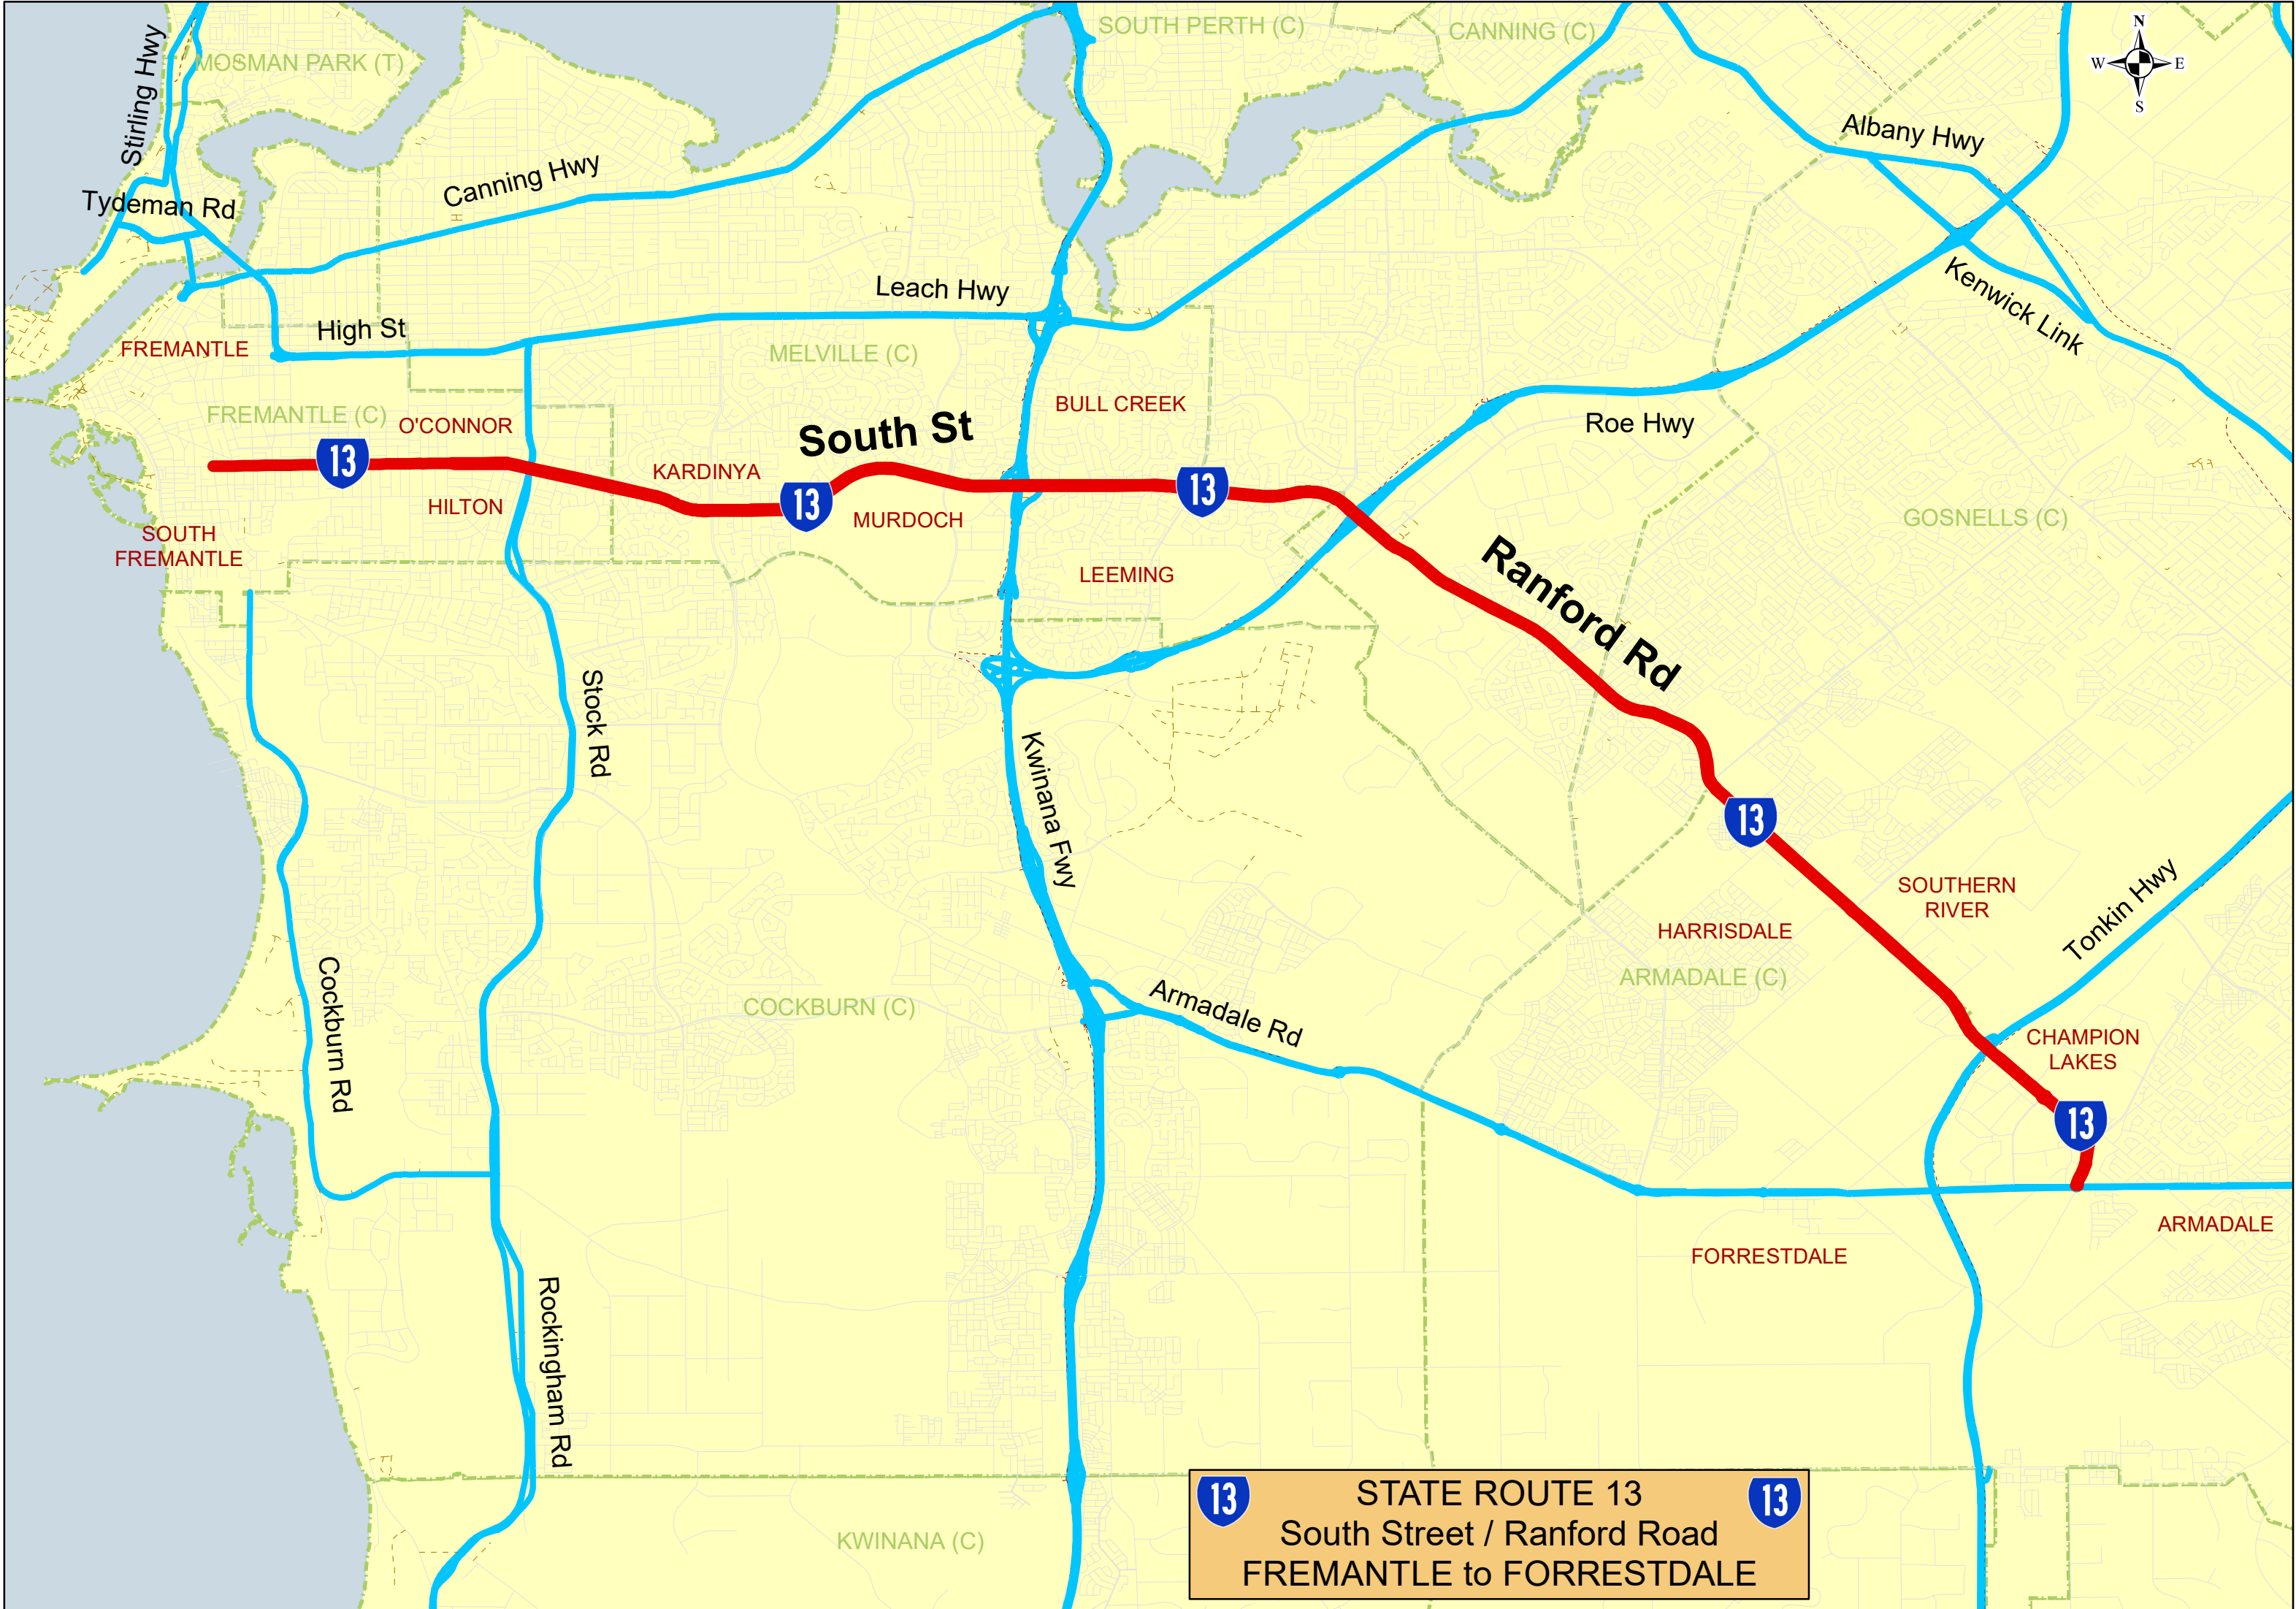 SOUTH PERTH (C)
CANNING (C)
N
W
E
S
MOSMAN PARK (T)
Stirling Hwy
Albany Hwy
Canning Hwy
Tydeman Rd
Leach Hwy
Kenwick Link
High St
FREMANTLE
MELVILLE (C)
BULL CREEK
FREMANTLE (C)
O'CONNOR
South St
Roe Hwy
13
KARDINYA
13
13
HILTON
MURDOCH
GOSNELLS (C)
SOUTH
FREMANTLE
LEEMING
Ranford Rd
Stock Rd
Kwinana Fwy
13
SOUTHERN
RIVER
HARRISDALE
Tonkin Hwy
ARMADALE (C)
COCKBURN (C)
Armadale Rd
Cockburn Rd
CHAMPION
LAKES
13
ARMADALE
FORRESTDALE
Rockingham Rd
KWINANA (C)
13
STATE ROUTE 13
13
South Street / Ranford Road
FREMANTLE to FORRESTDALE